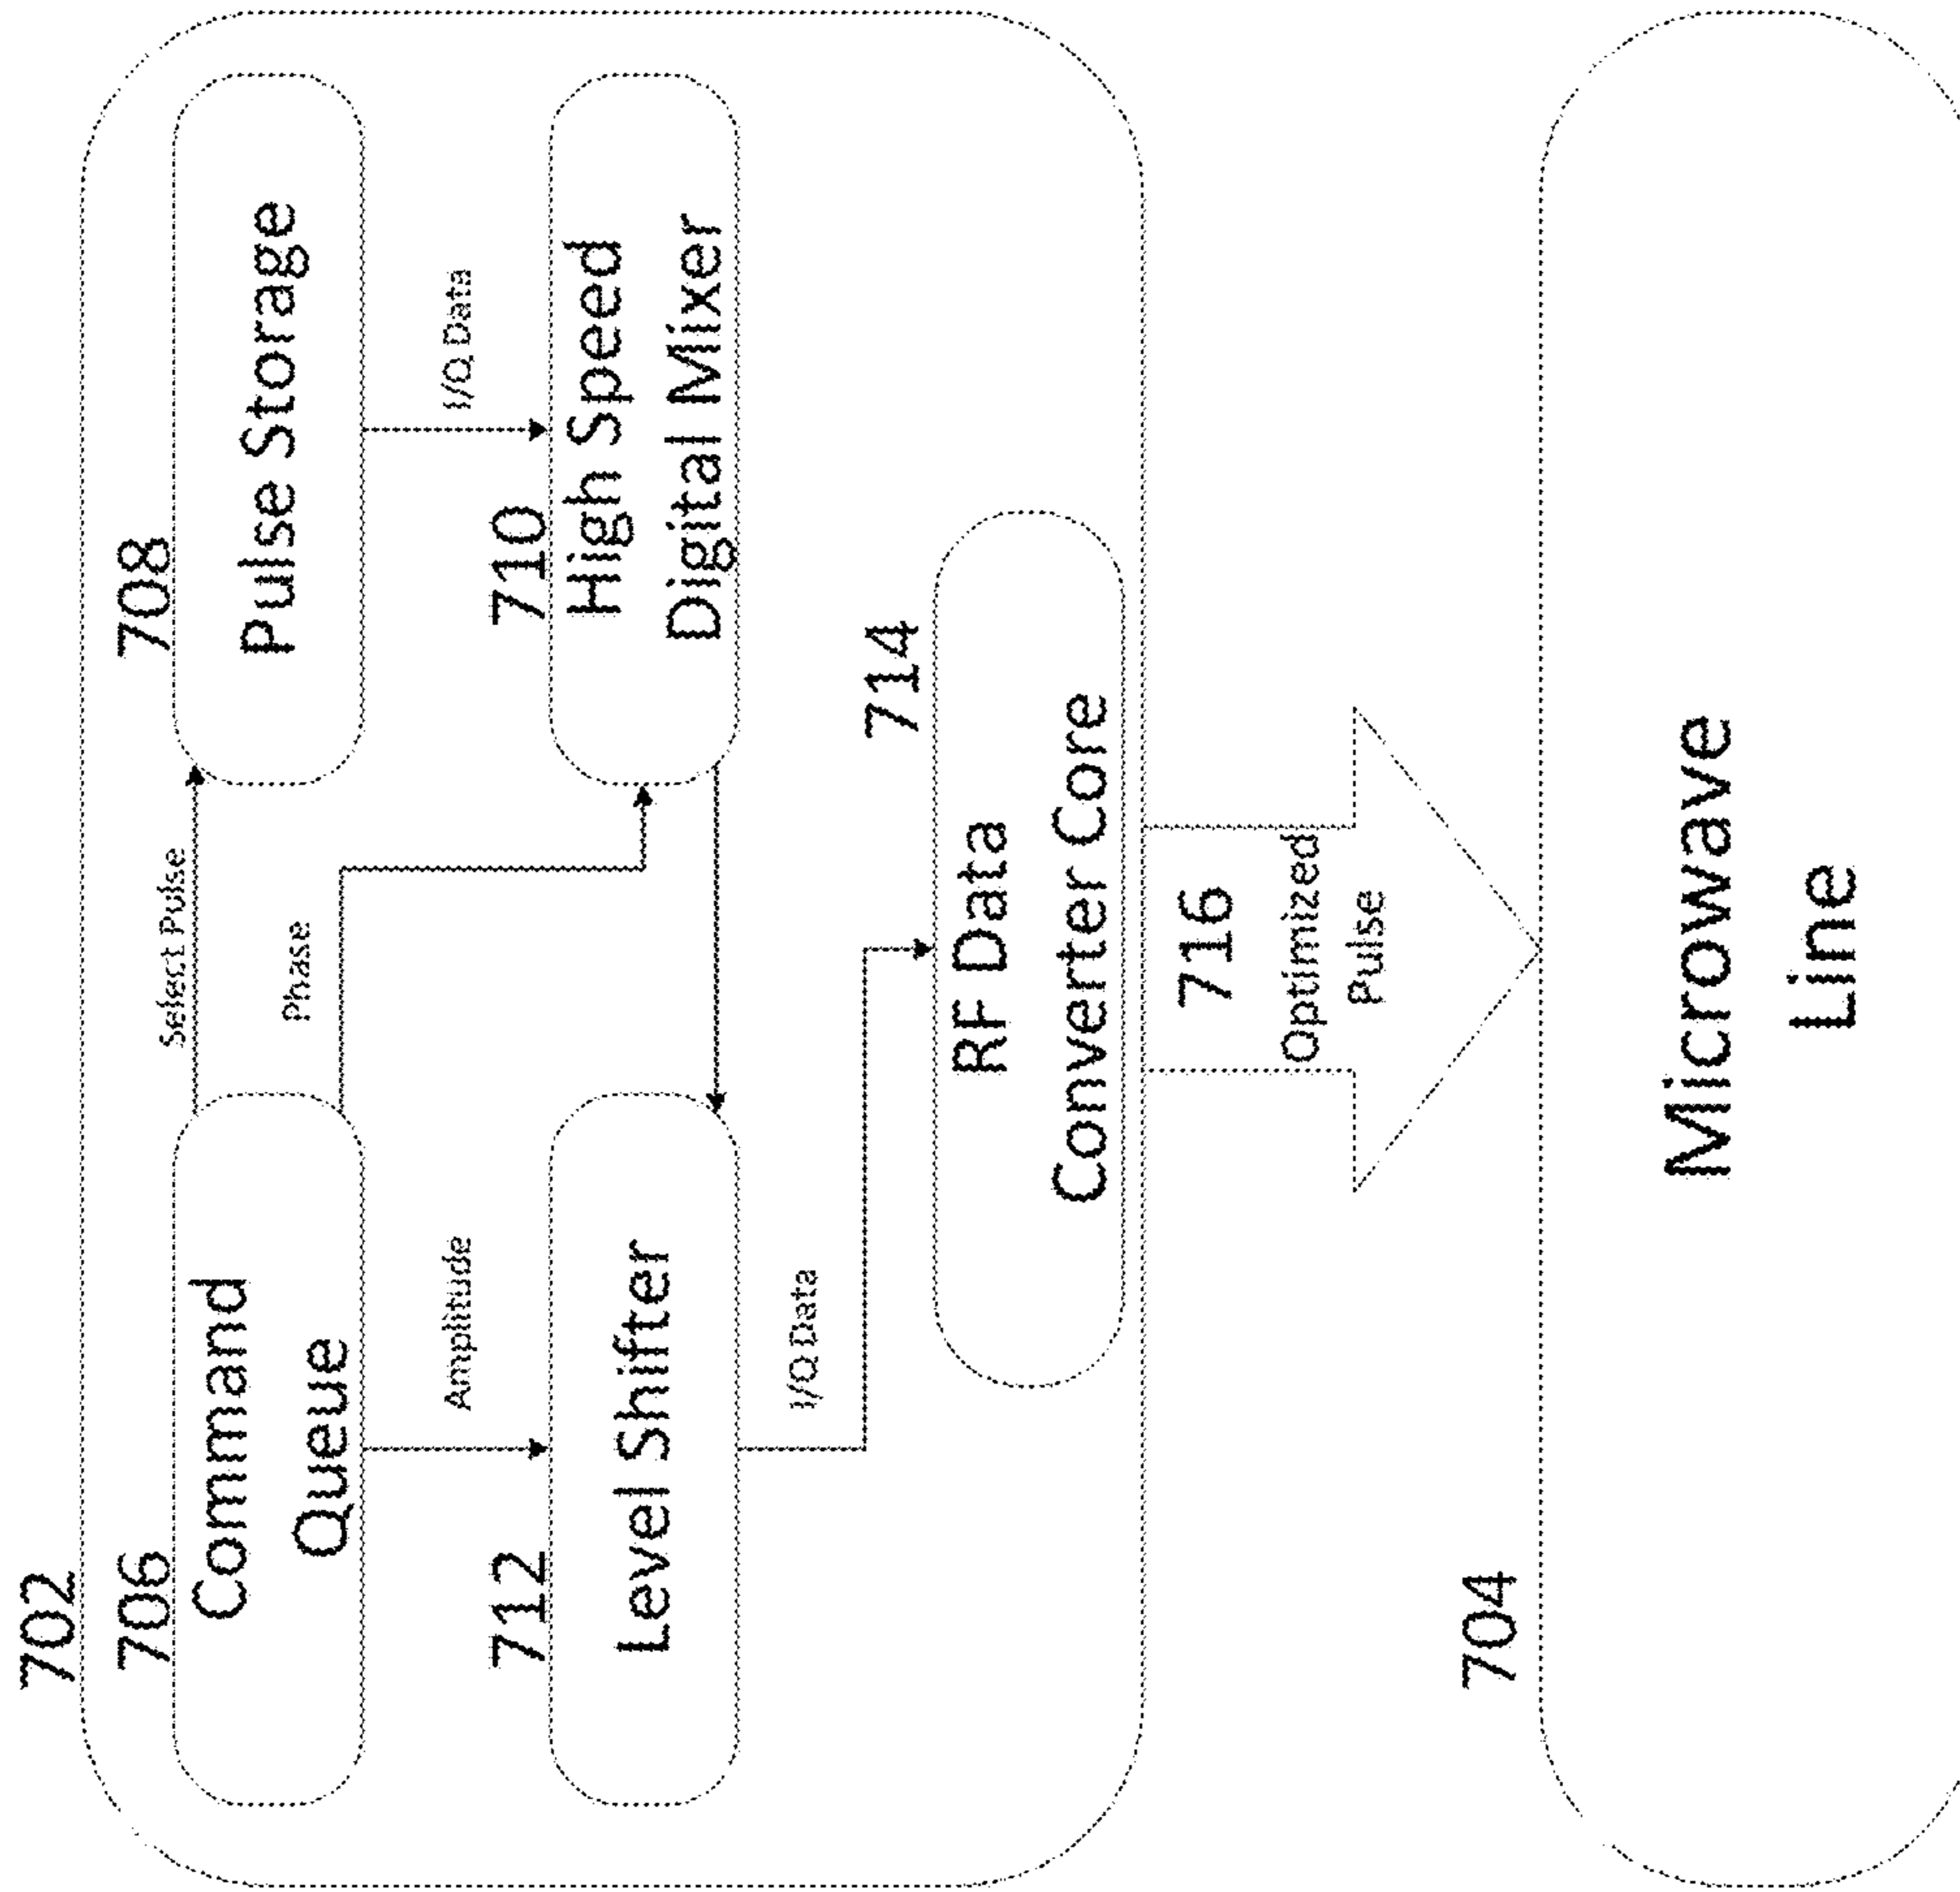 702
706
Command
Queue
Select Pulse
Phase
708
Pulse Storage
Amplitude
I/Q Data
712
Level Shifter
710
High Speed
Digital Mixer
I/Q Data
714
RF Data
Converter Core
716
Optimized
Pulse
704
Microwave
Line